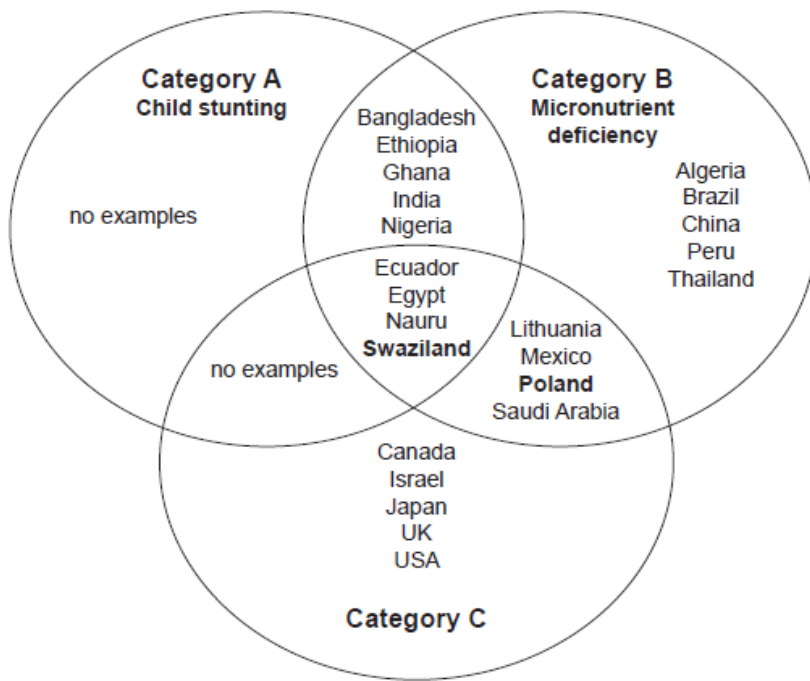 Category A
Child stunting
no examples
Bangladesh
Ethiopia
Ghana
India
Nigeria
Category B
Micronutrient
deficiency
Algeria
Brazil
China
Peru
Thailand
Ecuador
Egypt
Nauru
Swaziland
no examples
Lithuania
Mexico
Poland
Saudi Arabia
Canada
Israel
Japan
UK
USA
Category C